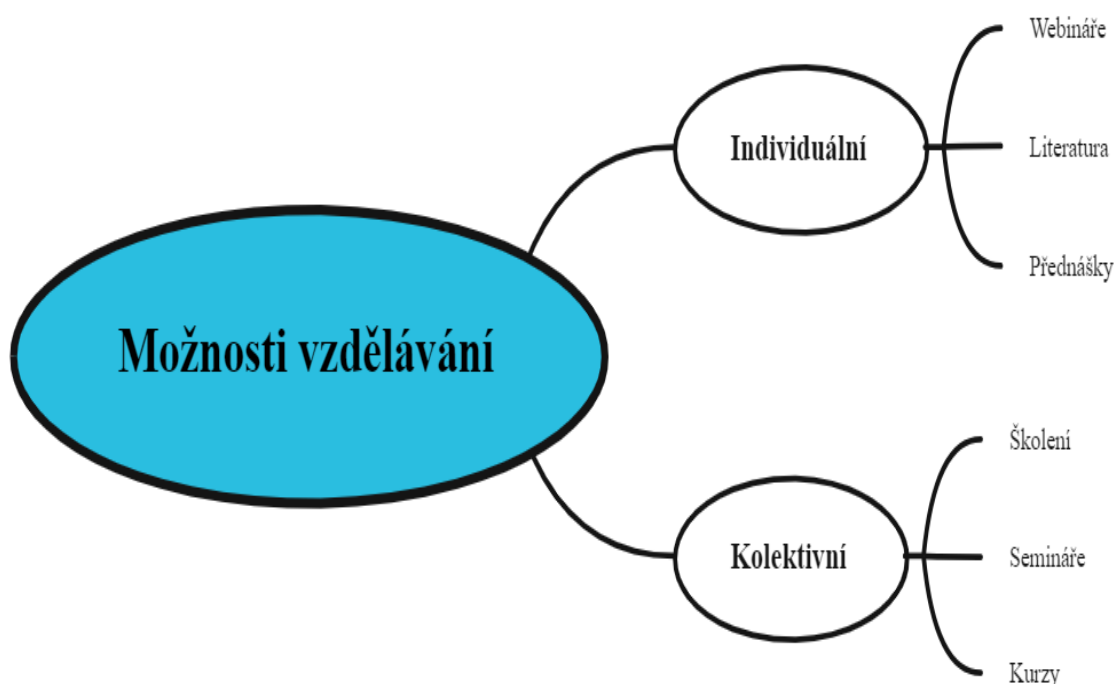 Možnosti vzdělávání
Individuální
Webináře
Literatura
Přednášky
Kolektivní
Školení
Semináře
Kurzy